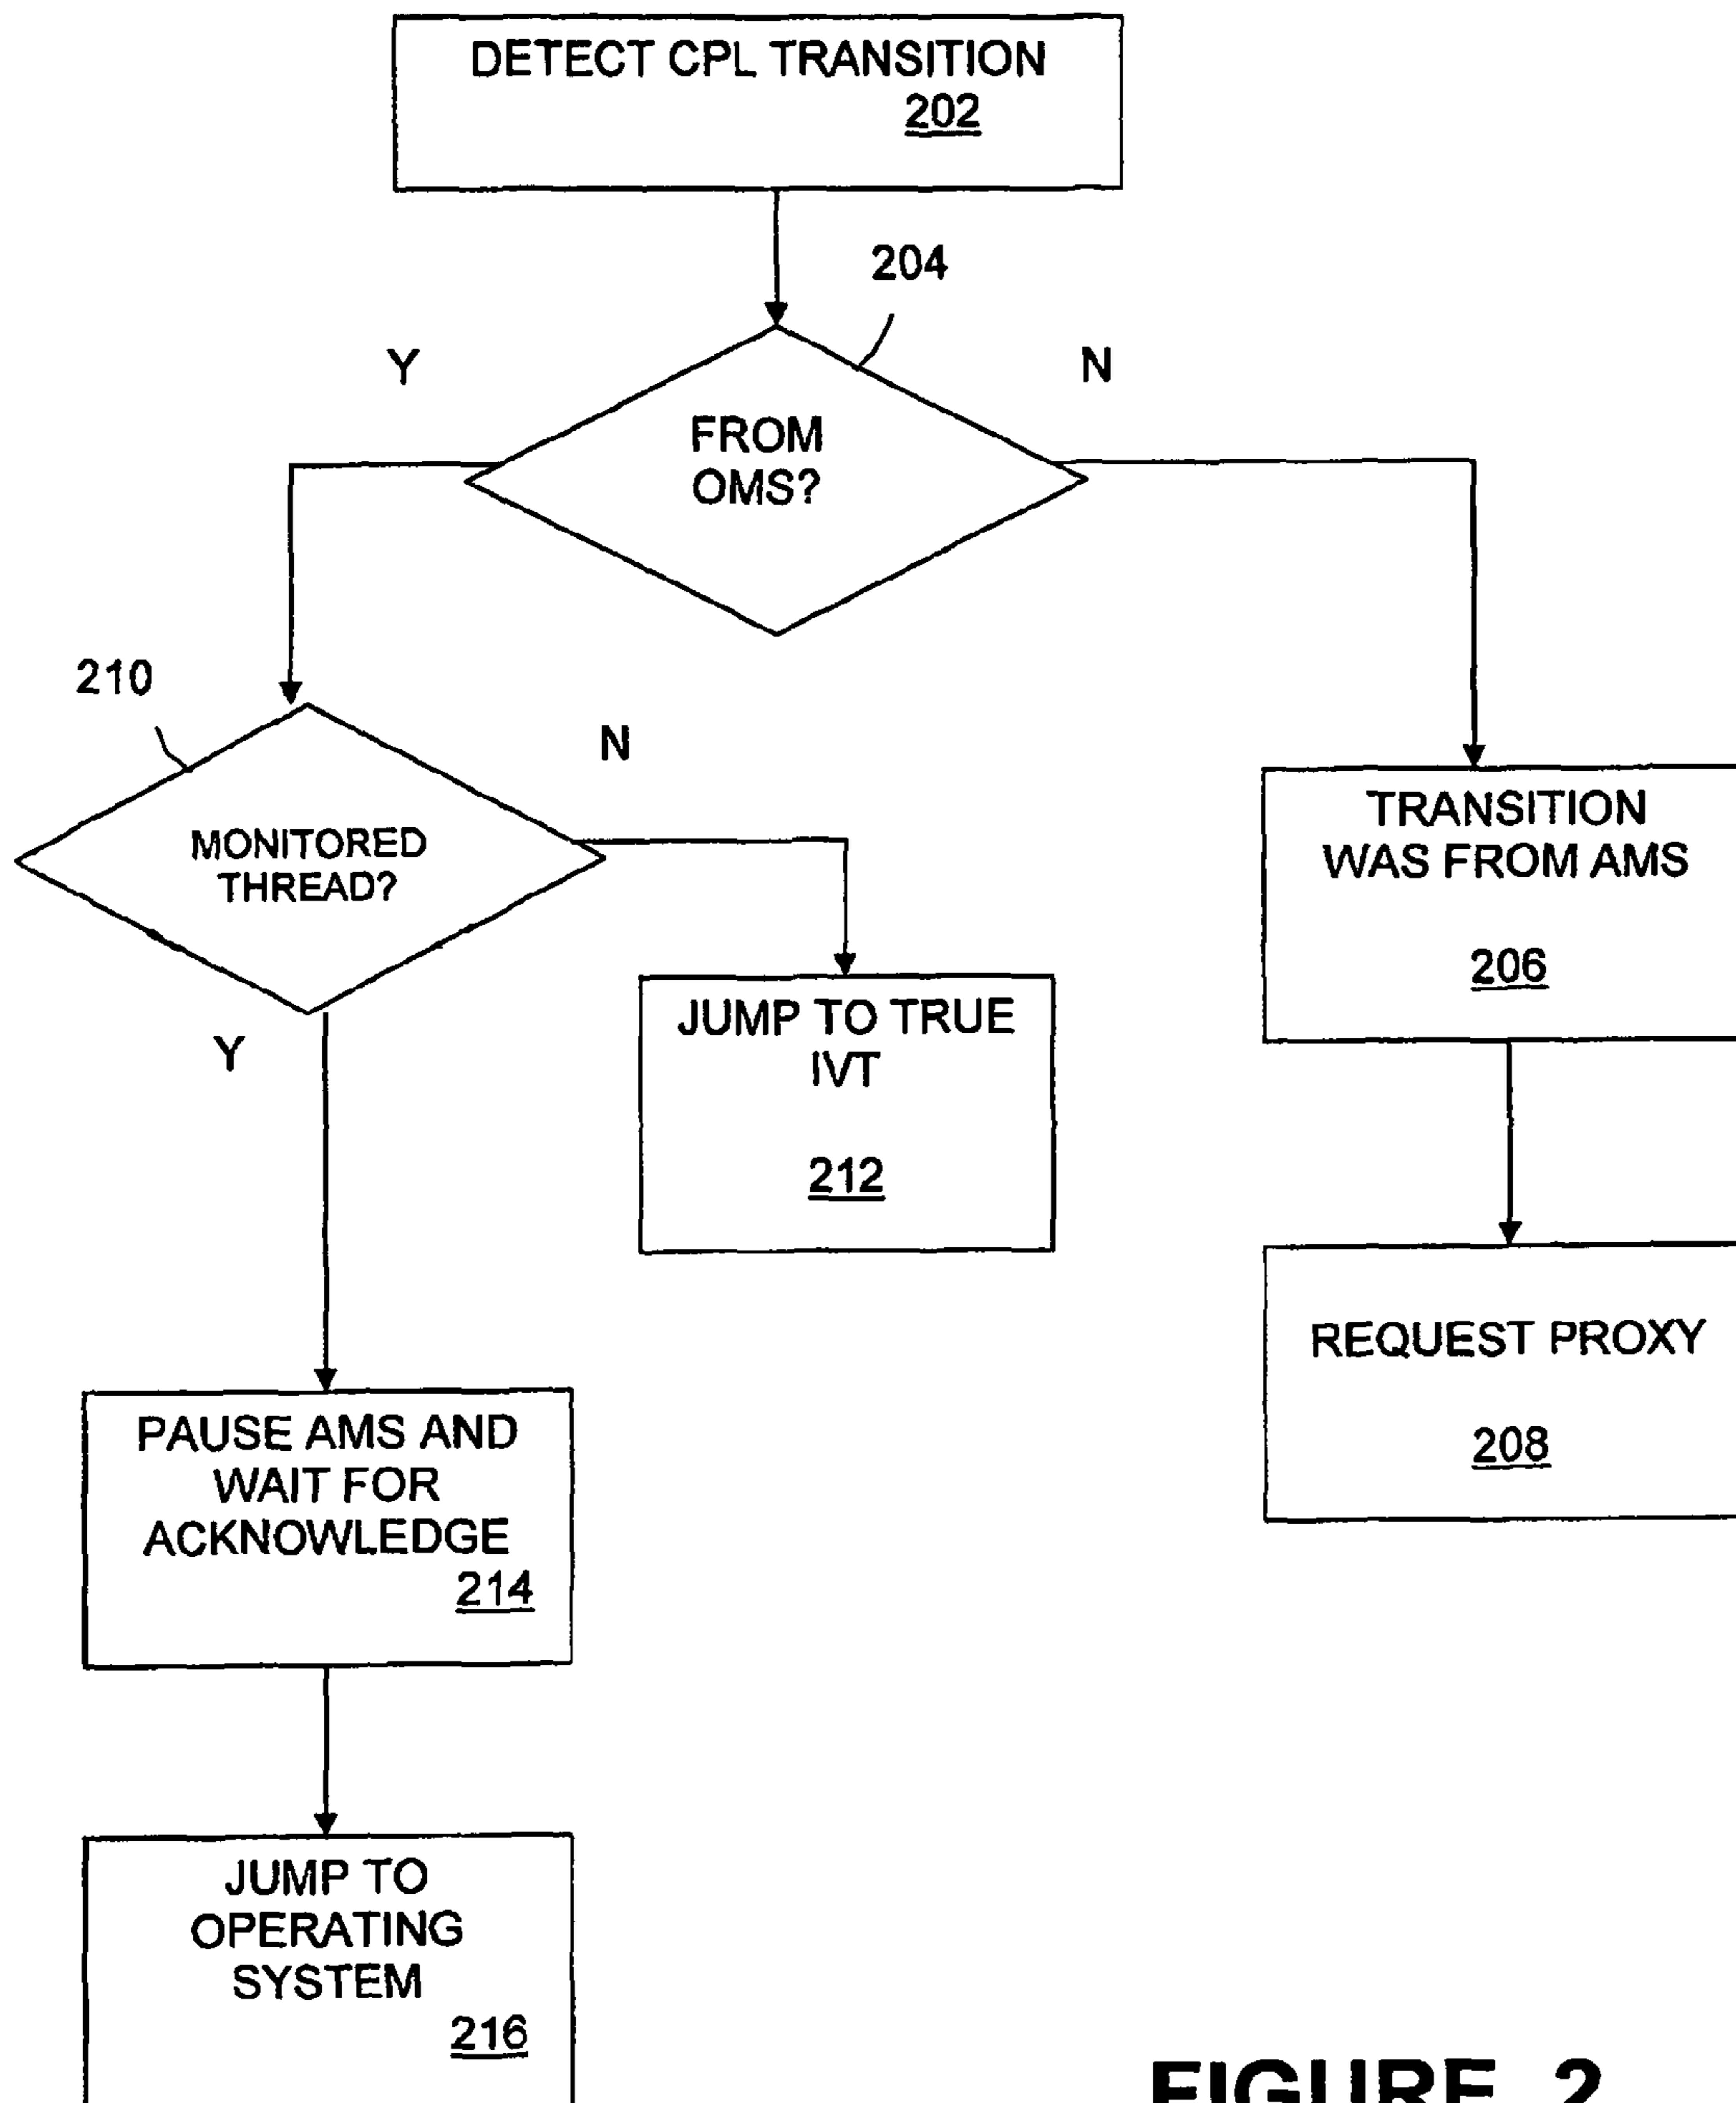 DETECT CPL TRANSITION
202
204
Y
N
FROM
OMS?
210
N
MONITORED
THREAD?
TRANSITION
WAS FROM AMS
206
JUMP TO TRUE
IVT
212
Y
REQUEST PROXY
208
PAUSE AMS AND
WAIT FOR
ACKNOWLEDGE
214
JUMP TO
OPERATING
SYSTEM
216
FIGURE 2